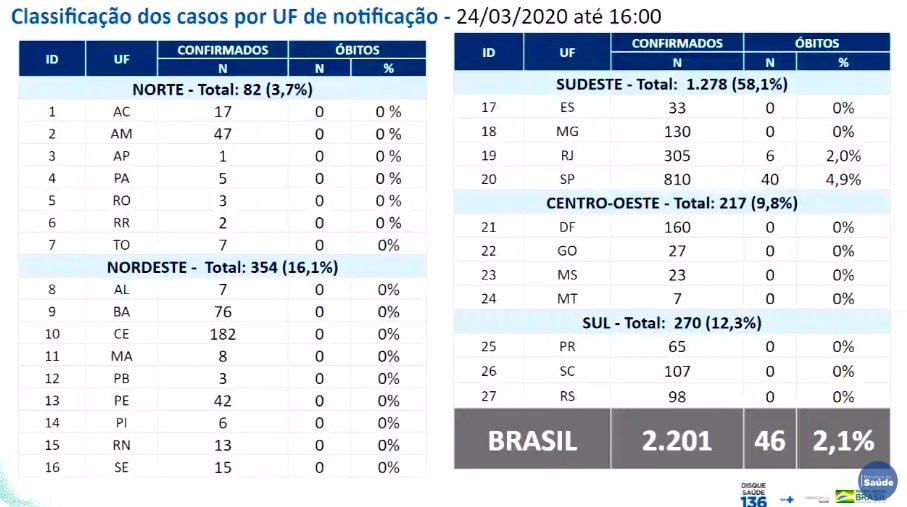 Classificação dos casos por UF de notificação - 24/03/2020 até 16:00
ID UF CONFIRMADOS ÓBITOS
N N %
NORTE - Total: 82 (3,7%)
1 AC 17 0 0 %
2 AM 47 0 0 %
3 AP 1 0 0 %
4 PA 5 0 0 %
5 RO 3 0 0 %
6 RR 2 0 0 %
7 TO 7 0 0%
NORDESTE - Total: 354 (16,1%)
8 AL 7 0 0%
9 BA 76 0 0%
10 CE 182 0 0%
11 MA 8 0 0%
12 PB 3 0 0%
13 PE 42 0 0%
14 PI 6 0 0%
15 RN 13 0 0%
16 SE 15 0 0%
ID UF CONFIRMADOS ÓBITOS
N N %
SUDESTE - Total: 1.278 (58,1%)
17 ES 33 0 0%
18 MG 130 0 0%
19 RJ 305 6 2,0%
20 SP 810 40 4,9%
CENTRO-OESTE - Total: 217 (9,8%)
21 DF 160 0 0%
22 GO 27 0 0%
23 MS 23 0 0%
24 MT 7 0 0%
SUL - Total: 270 (12,3%)
25 PR 65 0 0%
26 SC 107 0 0%
27 RS 98 0 0%
BRASIL 2.201 46 2,1%
Saúde
DISQUE
SAÚDE
136
BRASIL